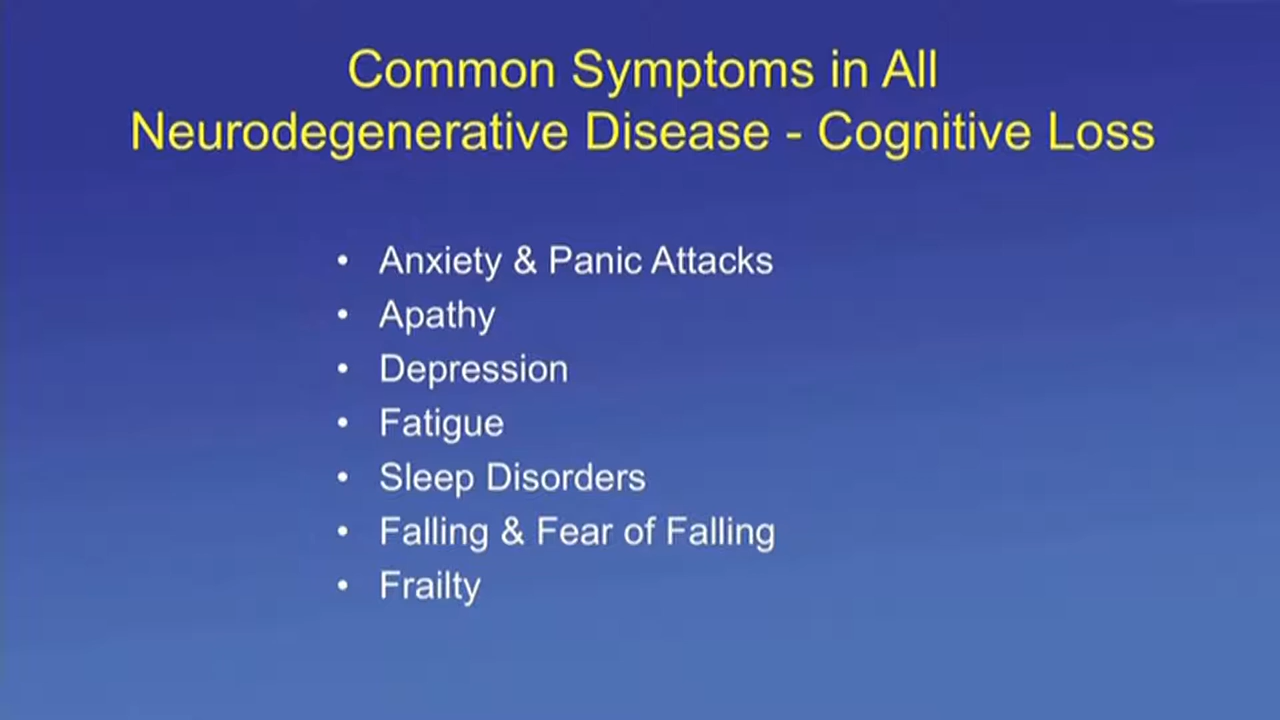 Common Symptoms in All
Neurodegenerative Disease - Cognitive Loss
• Anxiety & Panic Attacks
• Apathy
• Depression
• Fatigue
• Sleep Disorders
• Falling & Fear of Falling
• Frailty